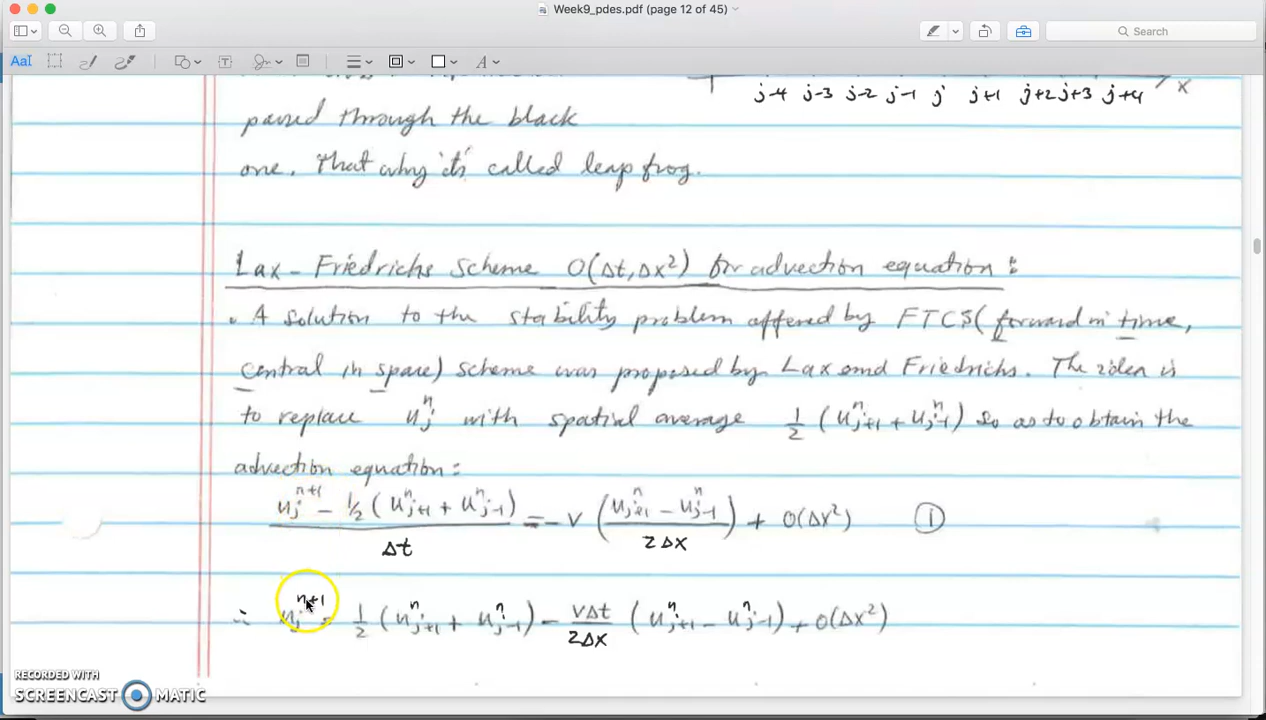 Week9_pdes.pdf (page 12 of 45)
Search
AaI
j-4 j-3 j-2 j-1 j j+1 j+2 j+3 j+4 x
passed through the black
one. That why it's called leap frog.
Lax-Friedrichs Scheme O(Δt,Δx²) for advection equation :
. A solution to the stability problem offered by FTCS(forward in time,
central in space) scheme was proposed by Lax and Friedrichs. The idea is
to replace u_j^n with spatial average 1/2 (u_{j+1}^n + u_{j-1}^n) so as to obtain the
advection equation :
(u_j^{n+1} - 1/2 (u_{j+1}^n + u_{j-1}^n))/Δt = -v ((u_{j+1}^n - u_{j-1}^n)/2Δx) + O(Δx²) ①
∴ u_j^{n+1} = 1/2 (u_{j+1}^n + u_{j-1}^n) - vΔt/2Δx (u_{j+1}^n - u_{j-1}^n) + O(Δx²)
RECORDED WITH
SCREENCAST MATIC